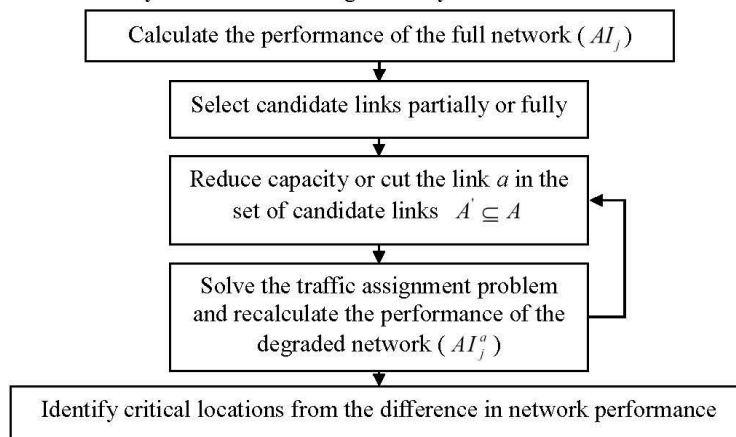 Calculate the performance of the full network ( AI_j )
Select candidate links partially or fully
Reduce capacity or cut the link a in the
set of candidate links A' ⊆ A
Solve the traffic assignment problem
and recalculate the performance of the
degraded network ( AI_j^a )
Identify critical locations from the difference in network performance